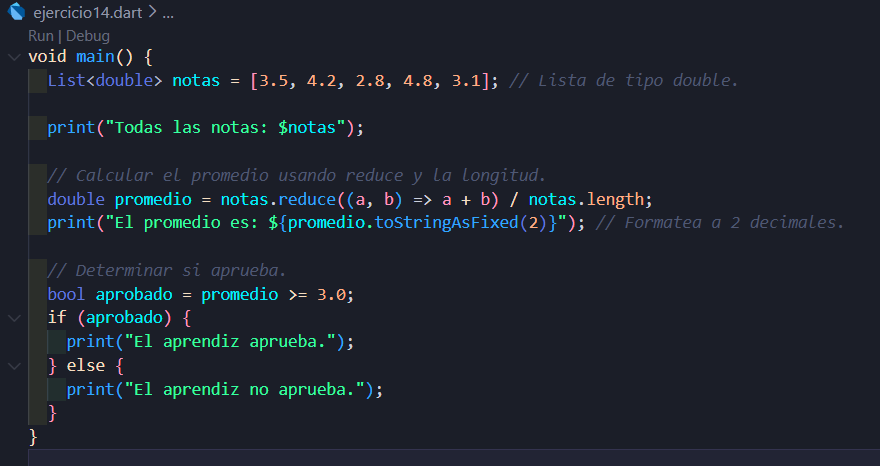 ejercicio14.dart > ...
Run | Debug
void main() {
  List<double> notas = [3.5, 4.2, 2.8, 4.8, 3.1]; // Lista de tipo double.
  print("Todas las notas: $notas");
  // Calcular el promedio usando reduce y la longitud.
  double promedio = notas.reduce((a, b) => a + b) / notas.length;
  print("El promedio es: ${promedio.toStringAsFixed(2)}"); // Formatea a 2 decimales.
  // Determinar si aprueba.
  bool aprobado = promedio >= 3.0;
  if (aprobado) {
    print("El aprendiz aprueba.");
  } else {
    print("El aprendiz no aprueba.");
  }
}